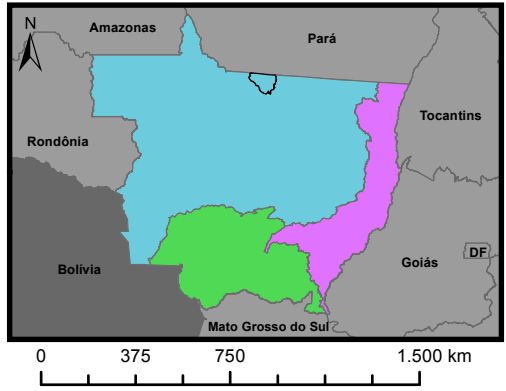 N
Amazonas
Pará
Tocantins
Rondônia
Bolívia
Goiás
DF
Mato Grosso do Sul
0 375 750 1.500 km